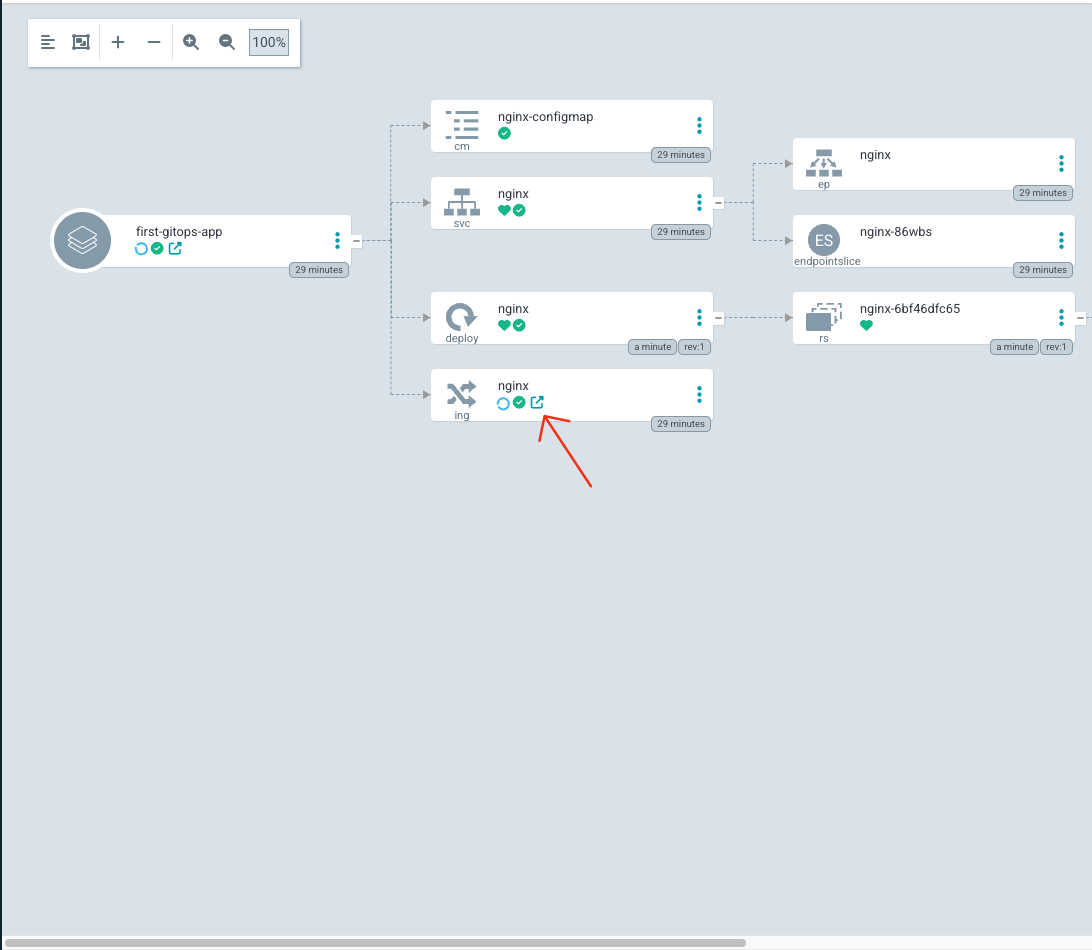 100%
first-gitops-app
29 minutes
nginx-configmap
cm
29 minutes
nginx
svc
29 minutes
nginx
deploy
a minute
rev:1
nginx
ing
29 minutes
nginx
ep
29 minutes
ES
nginx-86wbs
endpointslice
29 minutes
nginx-6bf46dfc65
rs
a minute
rev:1